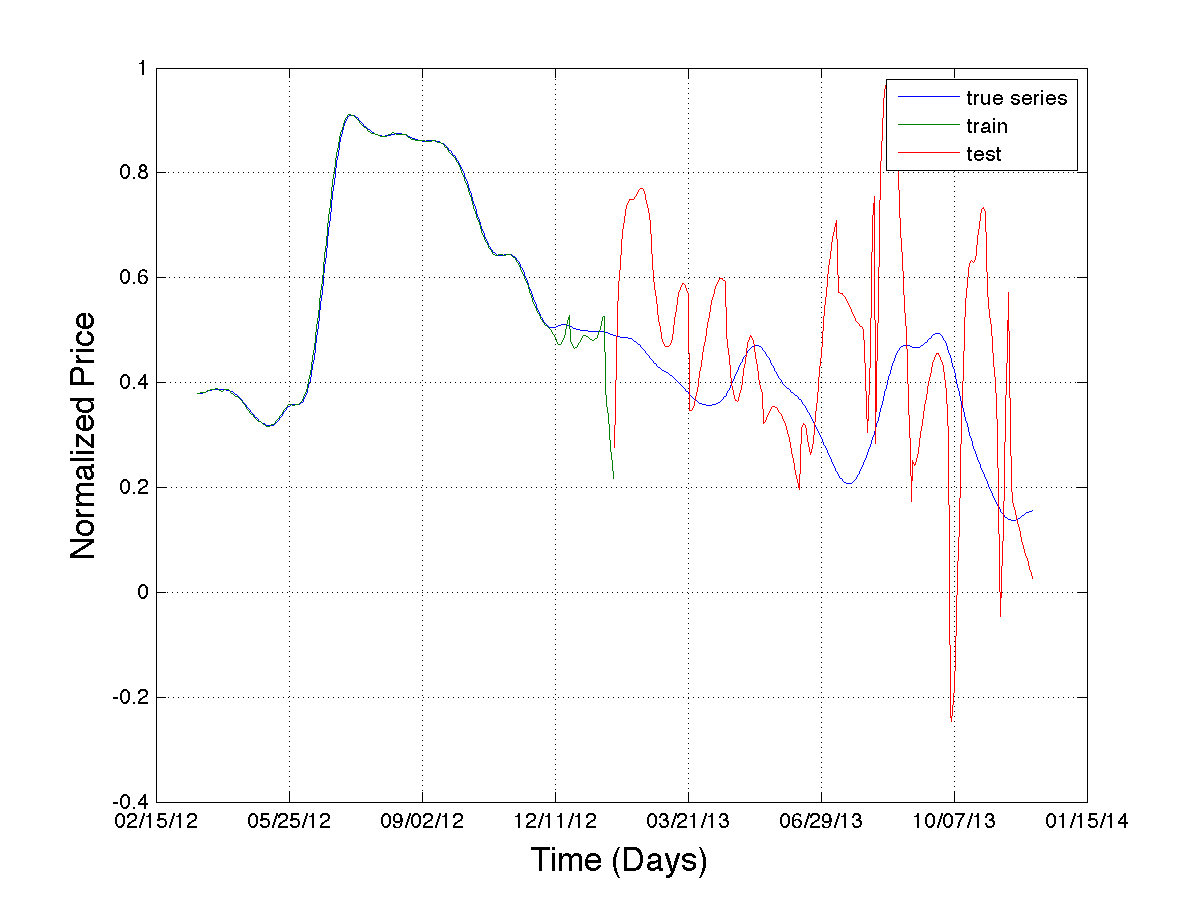 1
0.8
0.6
0.4
0.2
0
-0.2
-0.4
Normalized Price
02/15/12 05/25/12 09/02/12 12/11/12 03/21/13 06/29/13 10/07/13 01/15/14
Time (Days)
true series
train
test